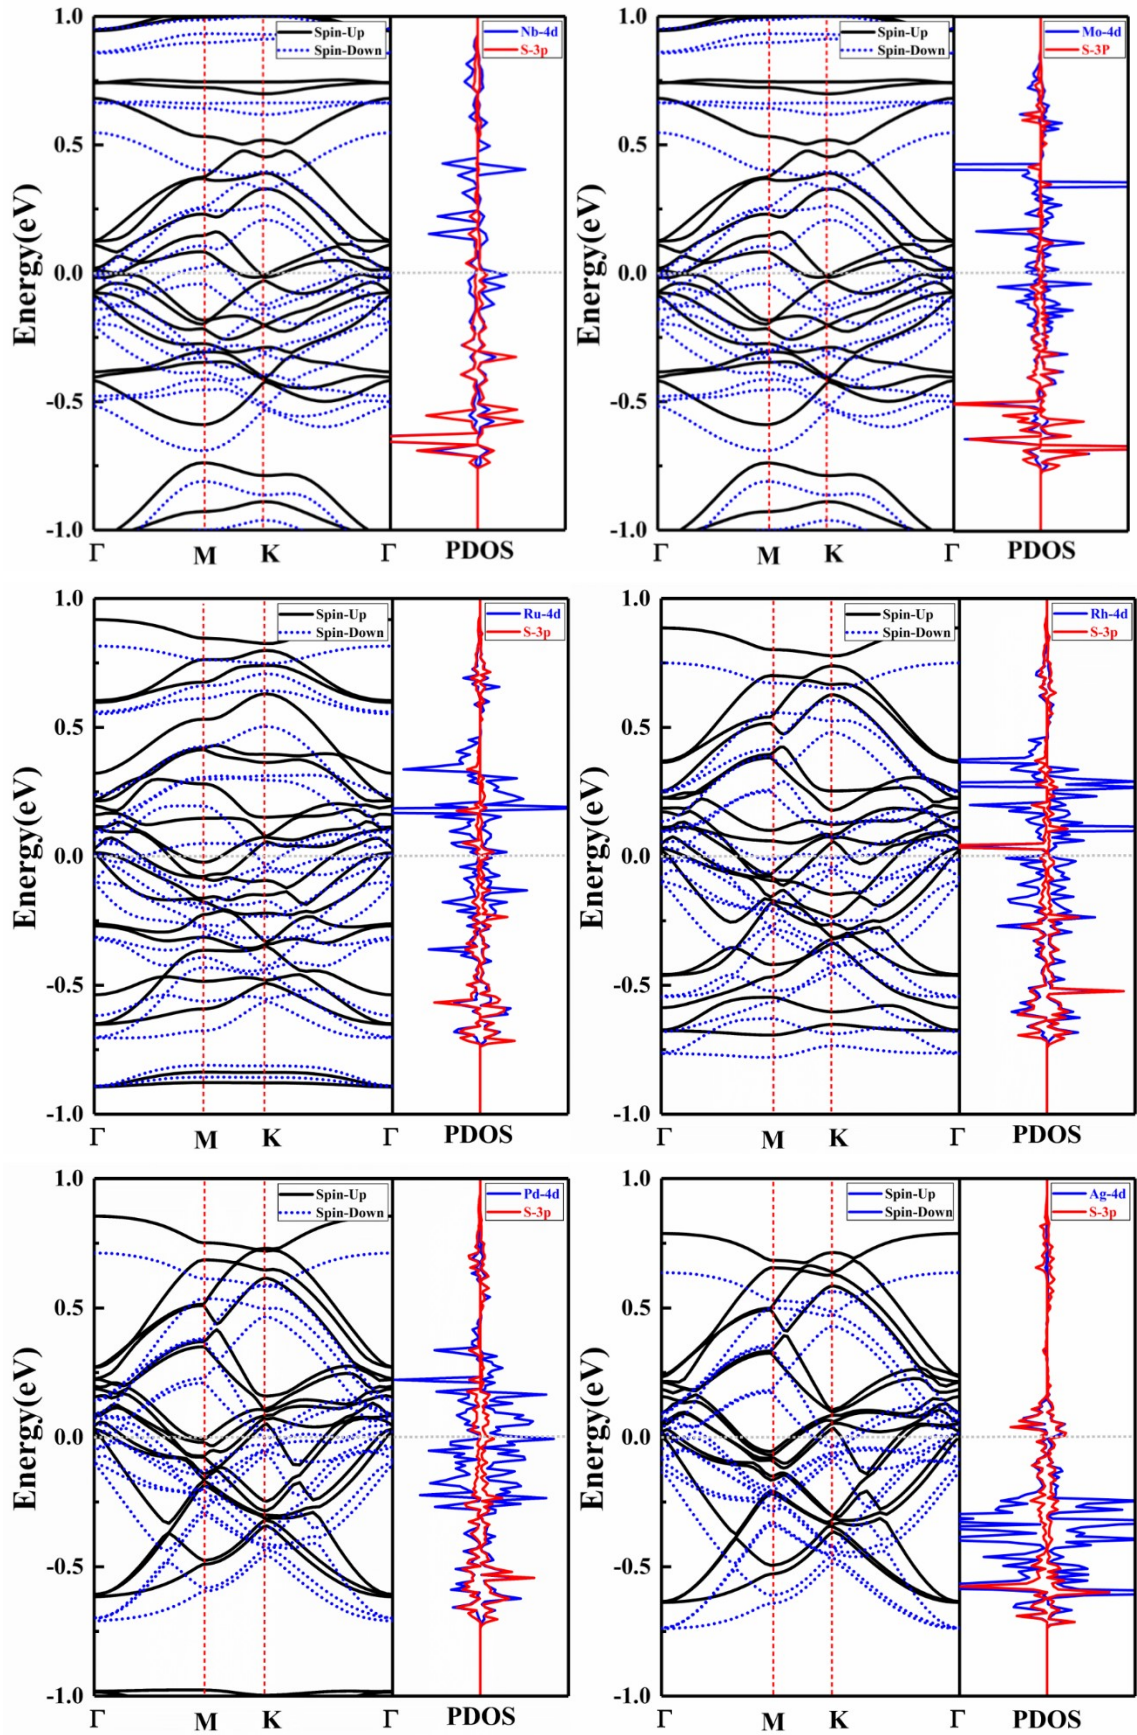 1.0
0.5
0.0
-0.5
-1.0
Energy(eV)
Spin-Up
Spin-Down
Nb-4d
S-3p
Γ M K Γ PDOS
1.0
0.5
0.0
-0.5
-1.0
Energy(eV)
Spin-Up
Spin-Down
Mo-4d
S-3P
Γ M K Γ PDOS
1.0
0.5
0.0
-0.5
-1.0
Energy(eV)
Spin-Up
Spin-Down
Ru-4d
S-3p
Γ M K Γ PDOS
1.0
0.5
0.0
-0.5
-1.0
Energy(eV)
Spin-Up
Spin-Down
Rh-4d
S-3p
Γ M K Γ PDOS
1.0
0.5
0.0
-0.5
-1.0
Energy(eV)
Spin-Up
Spin-Down
Pd-4d
S-3p
Γ M K Γ PDOS
1.0
0.5
0.0
-0.5
-1.0
Energy(eV)
Spin-Up
Spin-Down
Ag-4d
S-3p
Γ M K Γ PDOS